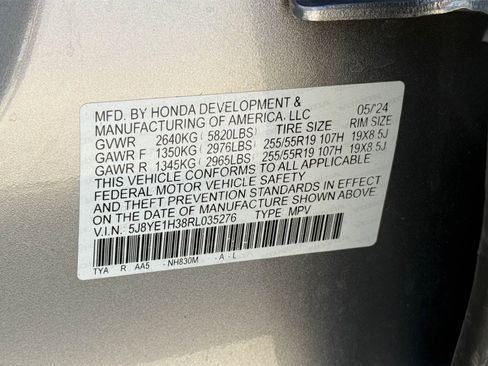 MFD. BY HONDA DEVELOPMENT & 05/'24
MANUFACTURING OF AMERICA, LLC
GVWR 2640KG(5820LBS) TIRE SIZE RIM SIZE
GAWR F 1350KG(2976LBS) 255/55R19 107H 19X8.5J
GAWR R 1345KG(2965LBS) 255/55R19 107H 19X8.5J
THIS VEHICLE CONFORMS TO ALL APPLICABLE
FEDERAL MOTOR VEHICLE SAFETY
AND THEFT PREVENTION STANDARDS IN EFFECT
ON THE DATE OF MANUFACTURE SHOWN ABOVE.
V.I.N.: 5J8YE1H38RL035276 TYPE: MPV
TYA R AA5 -NH830M -A-L